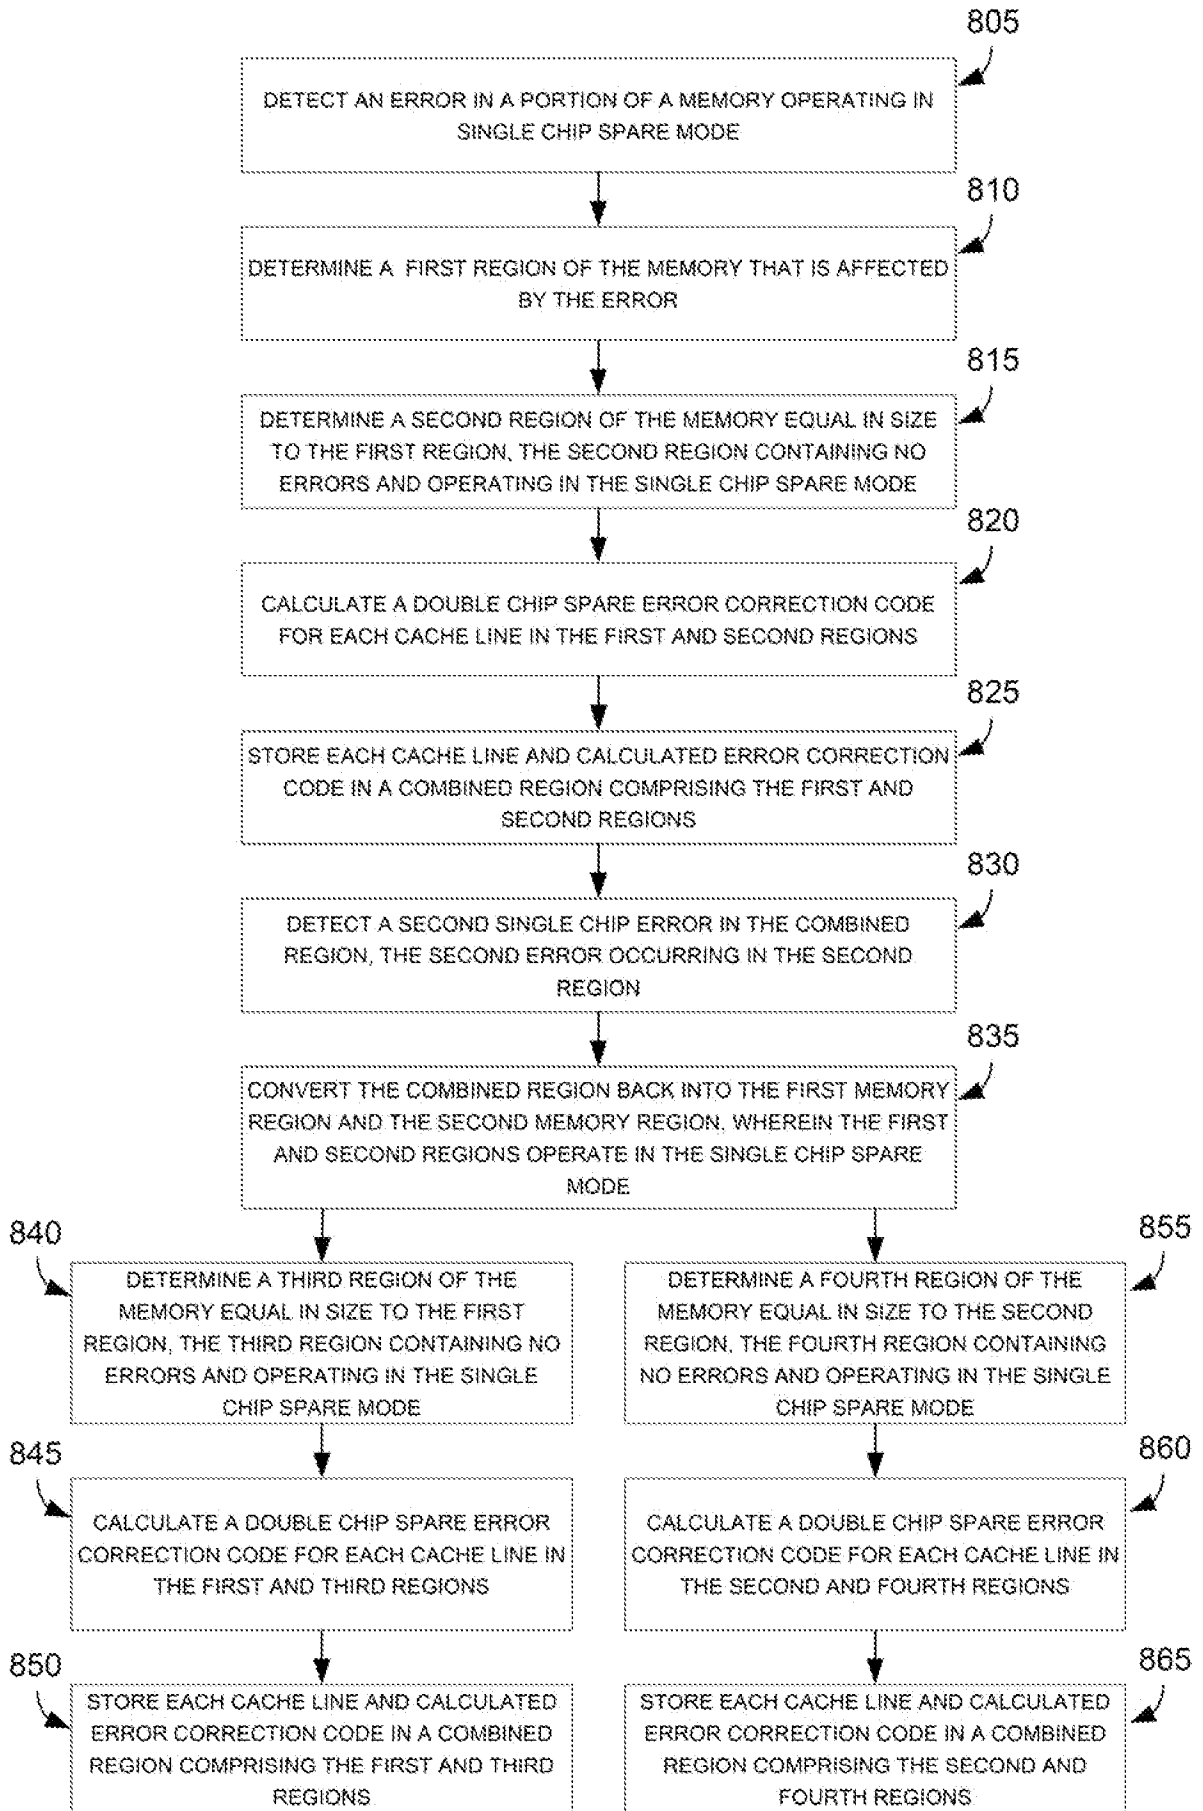 805
DETECT AN ERROR IN A PORTION OF A MEMORY OPERATING IN
SINGLE CHIP SPARE MODE
810
DETERMINE A FIRST REGION OF THE MEMORY THAT IS AFFECTED
BY THE ERROR
815
DETERMINE A SECOND REGION OF THE MEMORY EQUAL IN SIZE
TO THE FIRST REGION, THE SECOND REGION CONTAINING NO
ERRORS AND OPERATING IN THE SINGLE CHIP SPARE MODE
820
CALCULATE A DOUBLE CHIP SPARE ERROR CORRECTION CODE
FOR EACH CACHE LINE IN THE FIRST AND SECOND REGIONS
825
STORE EACH CACHE LINE AND CALCULATED ERROR CORRECTION
CODE IN A COMBINED REGION COMPRISING THE FIRST AND
SECOND REGIONS
830
DETECT A SECOND SINGLE CHIP ERROR IN THE COMBINED
REGION, THE SECOND ERROR OCCURRING IN THE SECOND
REGION
835
CONVERT THE COMBINED REGION BACK INTO THE FIRST MEMORY
REGION AND THE SECOND MEMORY REGION, WHEREIN THE FIRST
AND SECOND REGIONS OPERATE IN THE SINGLE CHIP SPARE
MODE
840
DETERMINE A THIRD REGION OF THE
MEMORY EQUAL IN SIZE TO THE FIRST
REGION, THE THIRD REGION CONTAINING NO
ERRORS AND OPERATING IN THE SINGLE
CHIP SPARE MODE
845
CALCULATE A DOUBLE CHIP SPARE ERROR
CORRECTION CODE FOR EACH CACHE LINE IN
THE FIRST AND THIRD REGIONS
850
STORE EACH CACHE LINE AND CALCULATED
ERROR CORRECTION CODE IN A COMBINED
REGION COMPRISING THE FIRST AND THIRD
REGIONS
855
DETERMINE A FOURTH REGION OF THE
MEMORY EQUAL IN SIZE TO THE SECOND
REGION, THE FOURTH REGION CONTAINING
NO ERRORS AND OPERATING IN THE SINGLE
CHIP SPARE MODE
860
CALCULATE A DOUBLE CHIP SPARE ERROR
CORRECTION CODE FOR EACH CACHE LINE IN
THE SECOND AND FOURTH REGIONS
865
STORE EACH CACHE LINE AND CALCULATED
ERROR CORRECTION CODE IN A COMBINED
REGION COMPRISING THE SECOND AND
FOURTH REGIONS